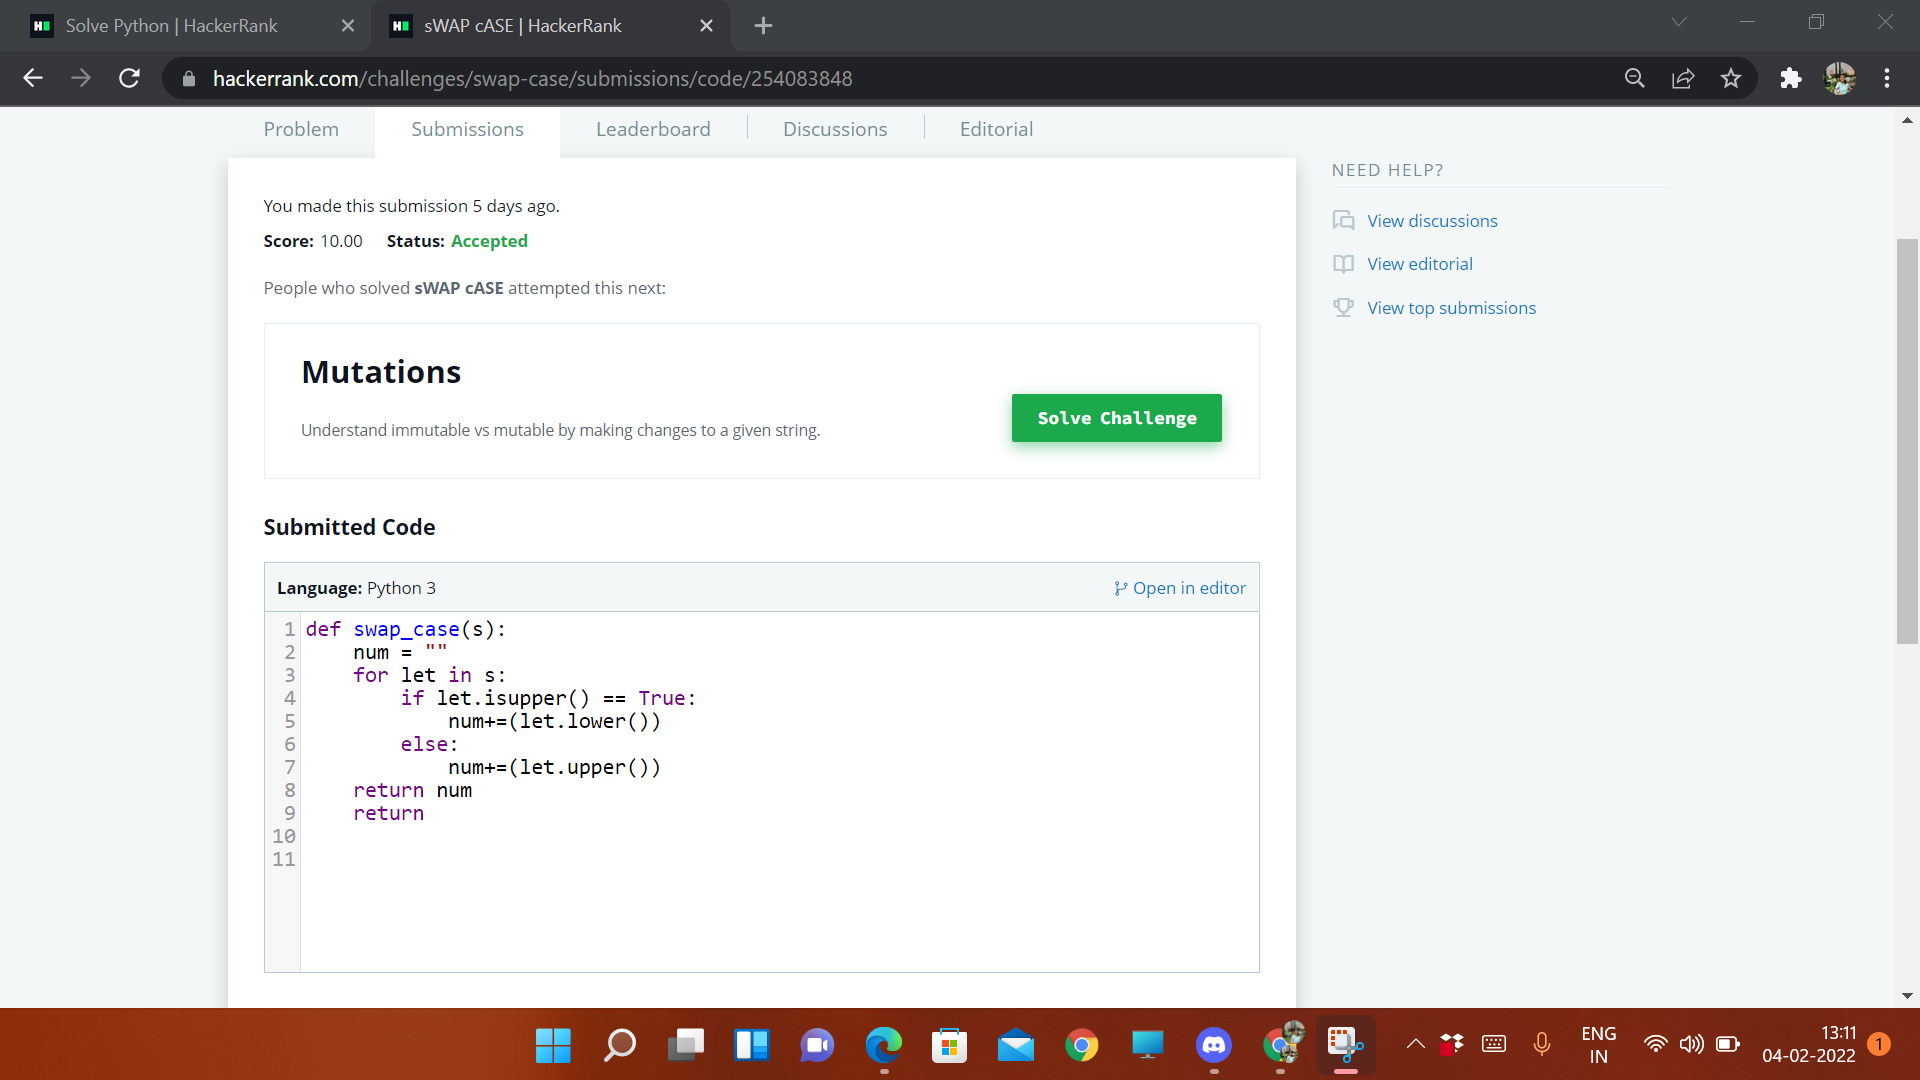 Solve Python | HackerRank
sWAP cASE | HackerRank
hackerrank.com/challenges/swap-case/submissions/code/254083848
Problem
Submissions
Leaderboard
Discussions
Editorial
You made this submission 5 days ago.
Score: 10.00 Status: Accepted
People who solved sWAP cASE attempted this next:
Mutations
Understand immutable vs mutable by making changes to a given string.
Solve Challenge
Submitted Code
Language: Python 3
Open in editor
1 def swap_case(s):
2     num = ""
3     for let in s:
4         if let.isupper() == True:
5             num+=(let.lower())
6         else:
7             num+=(let.upper())
8     return num
9     return
10
11
NEED HELP?
View discussions
View editorial
View top submissions
ENG
IN
13:11
04-02-2022
1